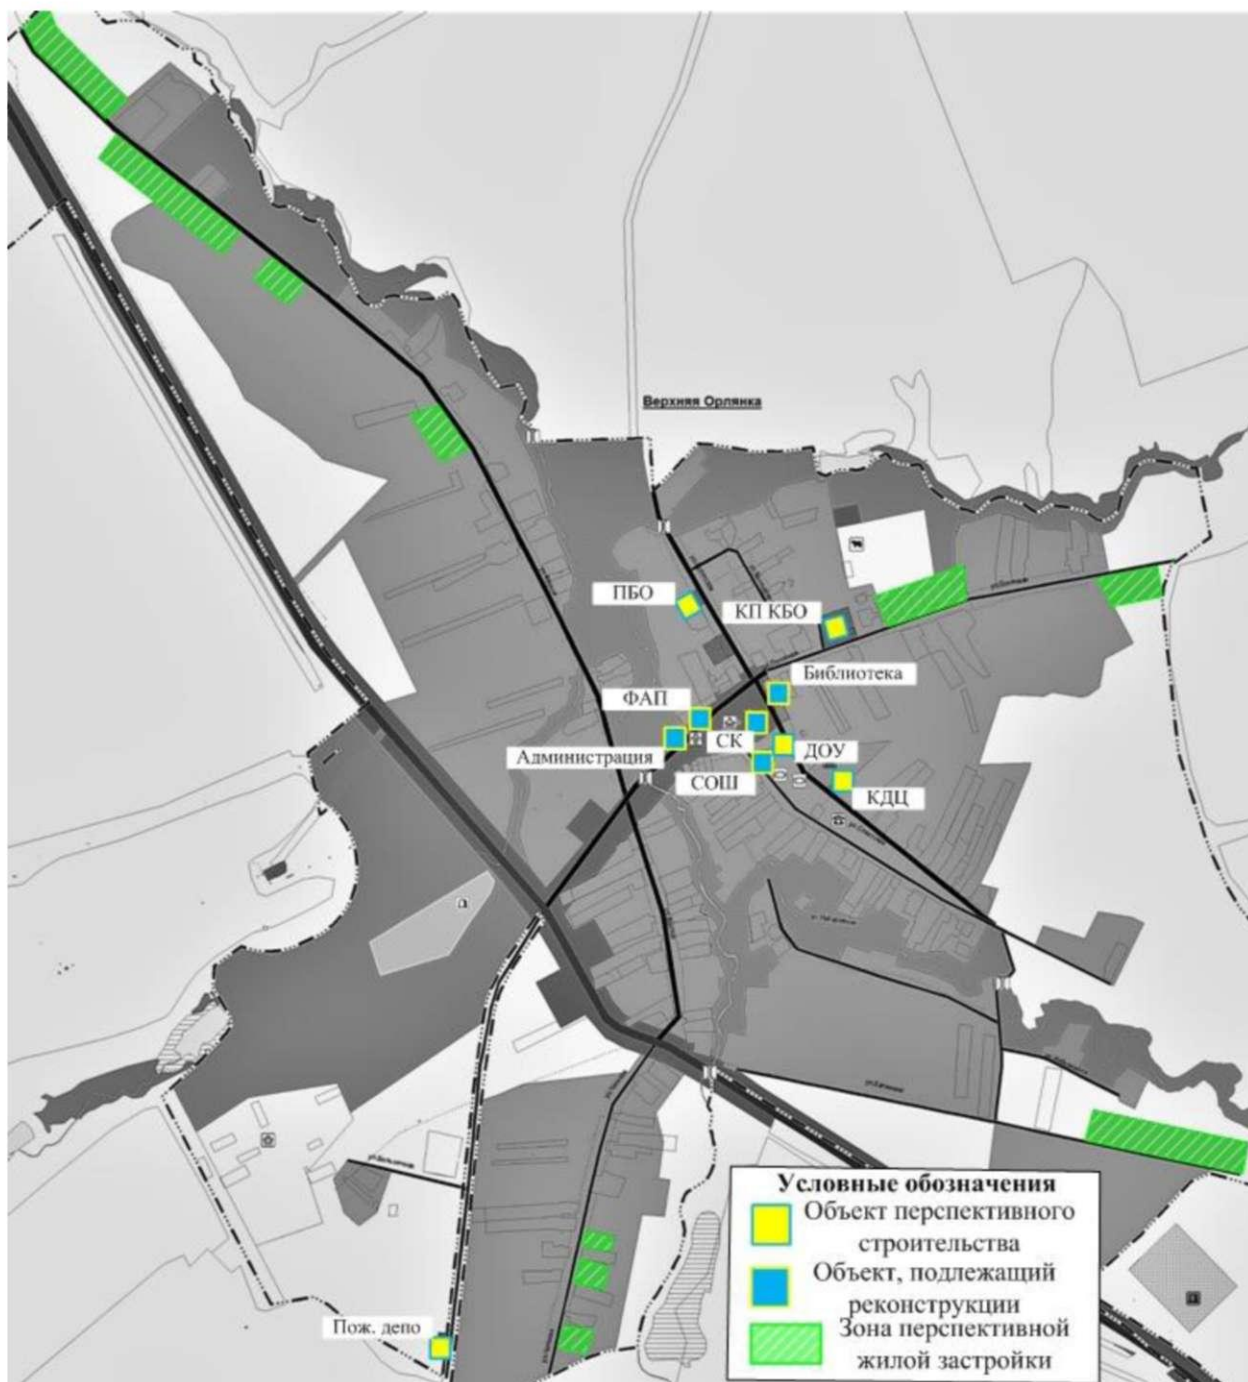 Верхняя Орлянка
ПБО
КП КБО
Библиотека
ФАП
СК
Администрация
ДОУ
СОШ
КДЦ
Пож. депо
Условные обозначения
Объект перспективного
строительства
Объект, подлежащий
реконструкции
Зона перспективной
жилой застройки